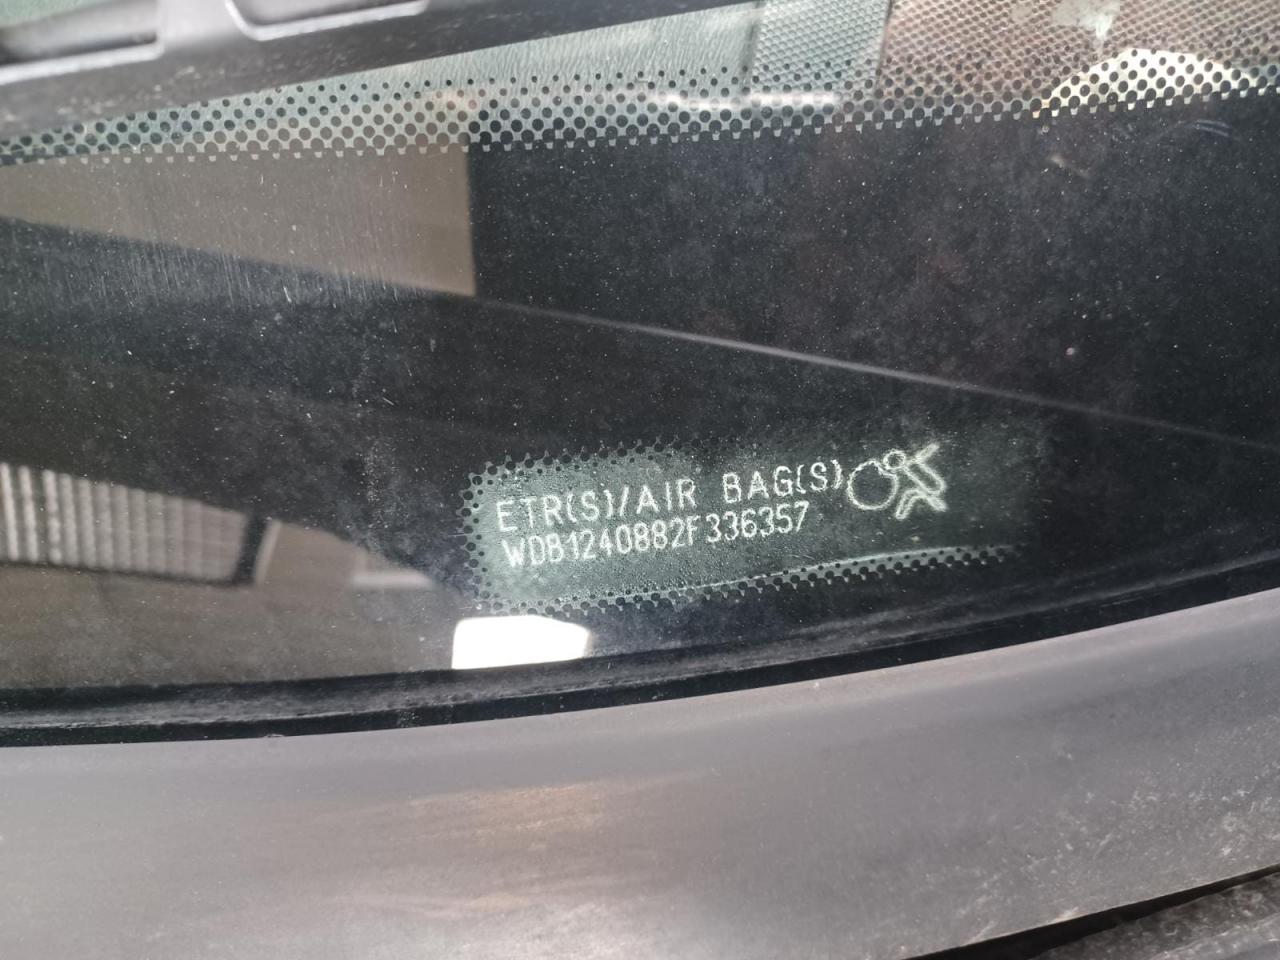 ETR(S)/AIR BAG(S)
WDB1240882F336357